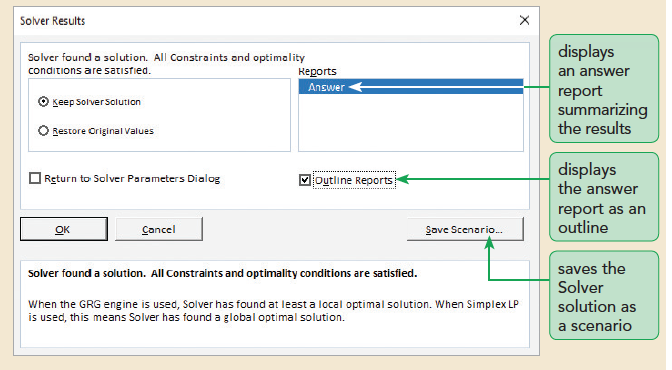 Solver Results
Solver found a solution. All Constraints and optimality
conditions are satisfied.
Reports
Answer
Keep Solver Solution
Restore Original Values
Return to Solver Parameters Dialog
Outline Reports
OK
Cancel
Save Scenario...
Solver found a solution. All Constraints and optimality conditions are satisfied.
When the GRG engine is used, Solver has found at least a local optimal solution. When Simplex LP
is used, this means Solver has found a global optimal solution.
displays
an answer
report
summarizing
the results
displays
the answer
report as an
outline
saves the
Solver
solution as
a scenario